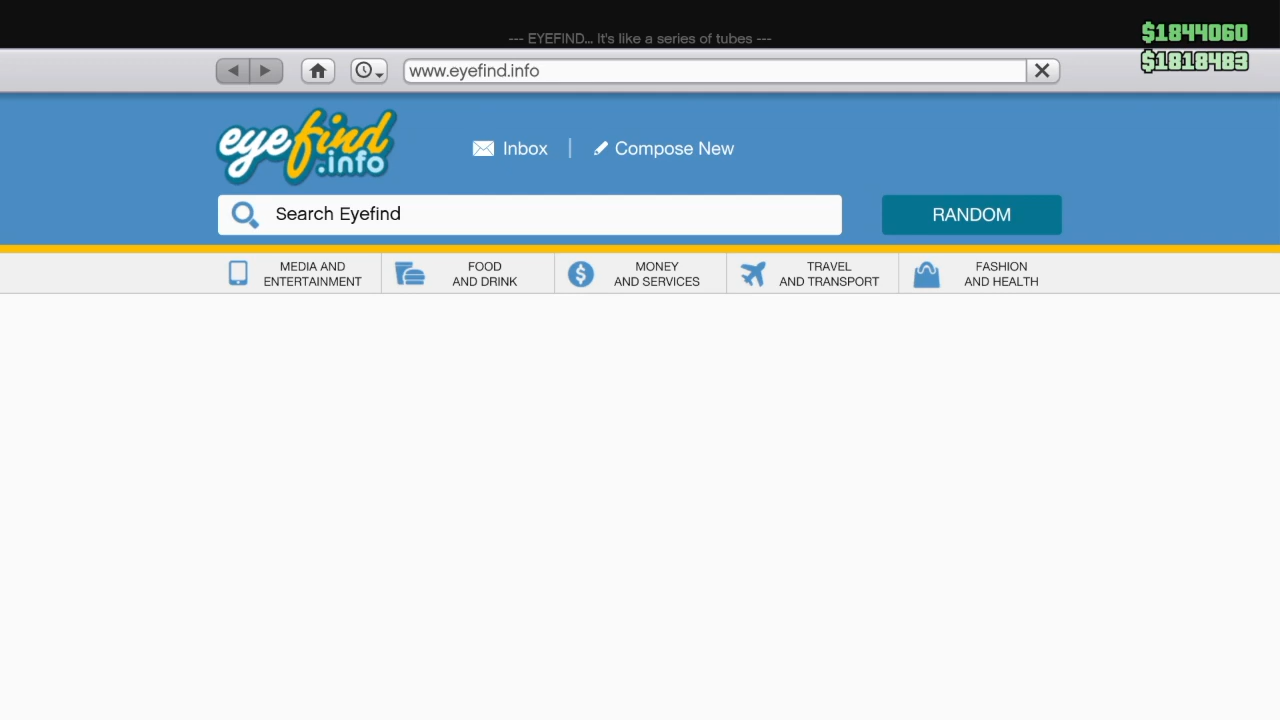 --- EYEFIND... It's like a series of tubes ---
$1844060
$1818483
www.eyefind.info
eyefind
.info
Inbox
Compose New
Search Eyefind
RANDOM
MEDIA AND
ENTERTAINMENT
FOOD
AND DRINK
MONEY
AND SERVICES
TRAVEL
AND TRANSPORT
FASHION
AND HEALTH